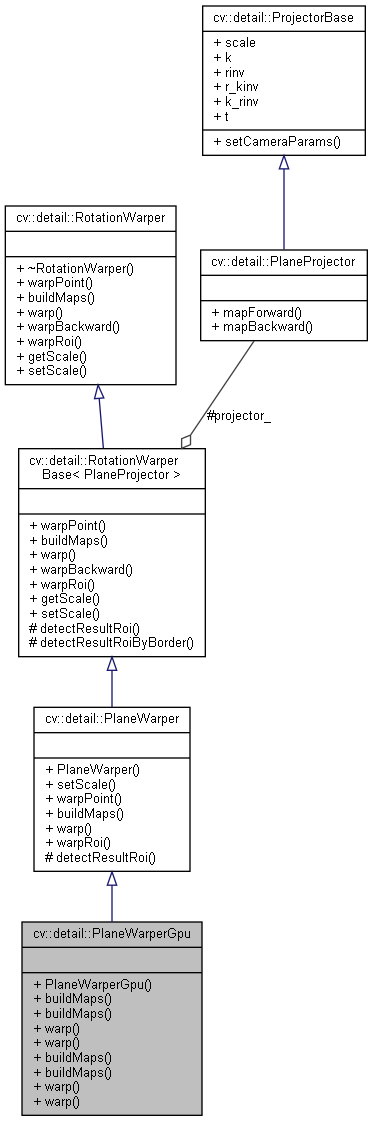 cv::detail::ProjectorBase
+ scale
+ k
+ rinv
+ r_kinv
+ k_rinv
+ t
+ setCameraParams()
cv::detail::RotationWarper
+ ~RotationWarper()
+ warpPoint()
+ buildMaps()
+ warp()
+ warpBackward()
+ warpRoi()
+ getScale()
+ setScale()
cv::detail::PlaneProjector
+ mapForward()
+ mapBackward()
#projector_
cv::detail::RotationWarper
Base< PlaneProjector >
+ warpPoint()
+ buildMaps()
+ warp()
+ warpBackward()
+ warpRoi()
+ getScale()
+ setScale()
# detectResultRoi()
# detectResultRoiByBorder()
cv::detail::PlaneWarper
+ PlaneWarper()
+ setScale()
+ warpPoint()
+ buildMaps()
+ warp()
+ warpRoi()
# detectResultRoi()
cv::detail::PlaneWarperGpu
+ PlaneWarperGpu()
+ buildMaps()
+ buildMaps()
+ warp()
+ warp()
+ buildMaps()
+ buildMaps()
+ warp()
+ warp()